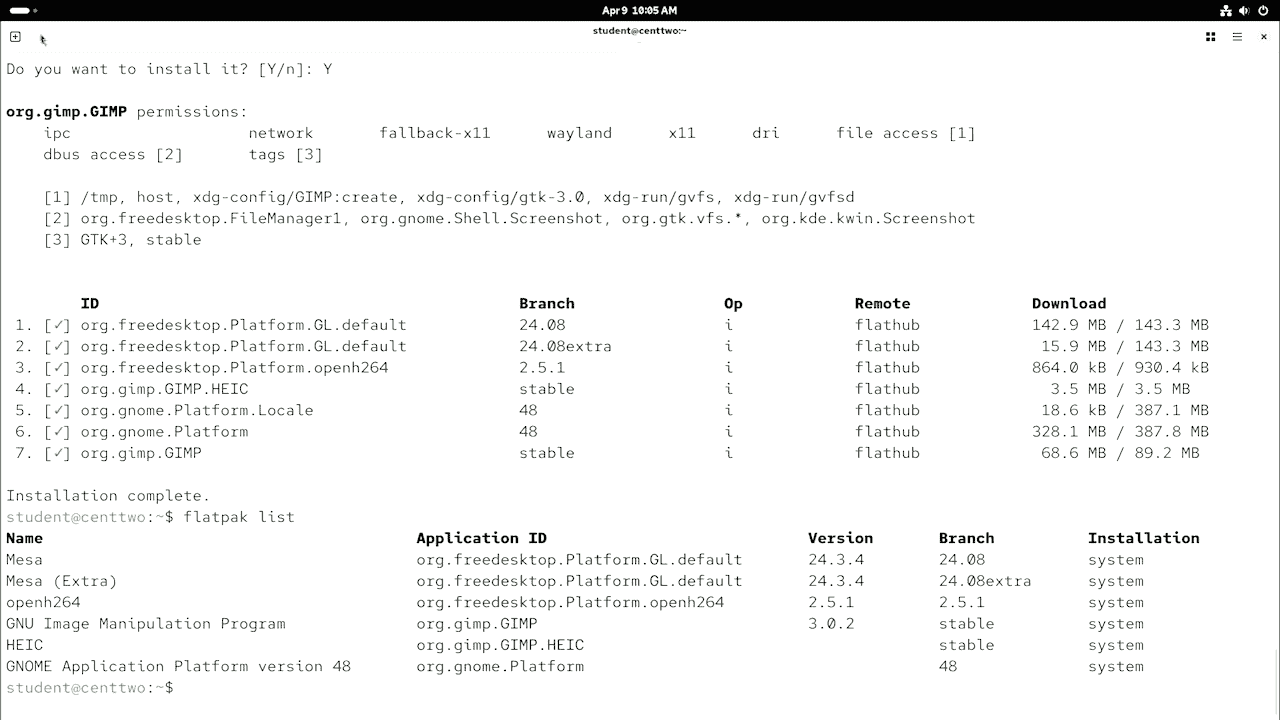 Apr 9 10:05 AM
student@centtwo:~
Do you want to install it? [Y/n]: Y
org.gimp.GIMP permissions:
ipc network fallback-x11 wayland x11 dri file access [1]
dbus access [2] tags [3]
[1] /tmp, host, xdg-config/GIMP:create, xdg-config/gtk-3.0, xdg-run/gvfs, xdg-run/gvfsd
[2] org.freedesktop.FileManager1, org.gnome.Shell.Screenshot, org.gtk.vfs.*, org.kde.kwin.Screenshot
[3] GTK+3, stable
ID Branch Op Remote Download
1. [✓] org.freedesktop.Platform.GL.default 24.08 i flathub 142.9 MB / 143.3 MB
2. [✓] org.freedesktop.Platform.GL.default 24.08extra i flathub 15.9 MB / 143.3 MB
3. [✓] org.freedesktop.Platform.openh264 2.5.1 i flathub 864.0 kB / 930.4 kB
4. [✓] org.gimp.GIMP.HEIC stable i flathub 3.5 MB / 3.5 MB
5. [✓] org.gnome.Platform.Locale 48 i flathub 18.6 kB / 387.1 MB
6. [✓] org.gnome.Platform 48 i flathub 328.1 MB / 387.8 MB
7. [✓] org.gimp.GIMP stable i flathub 68.6 MB / 89.2 MB
Installation complete.
student@centtwo:~$ flatpak list
Name Application ID Version Branch Installation
Mesa org.freedesktop.Platform.GL.default 24.3.4 24.08 system
Mesa (Extra) org.freedesktop.Platform.GL.default 24.3.4 24.08extra system
openh264 org.freedesktop.Platform.openh264 2.5.1 2.5.1 system
GNU Image Manipulation Program org.gimp.GIMP 3.0.2 stable system
HEIC org.gimp.GIMP.HEIC stable system
GNOME Application Platform version 48 org.gnome.Platform 48 system
student@centtwo:~$